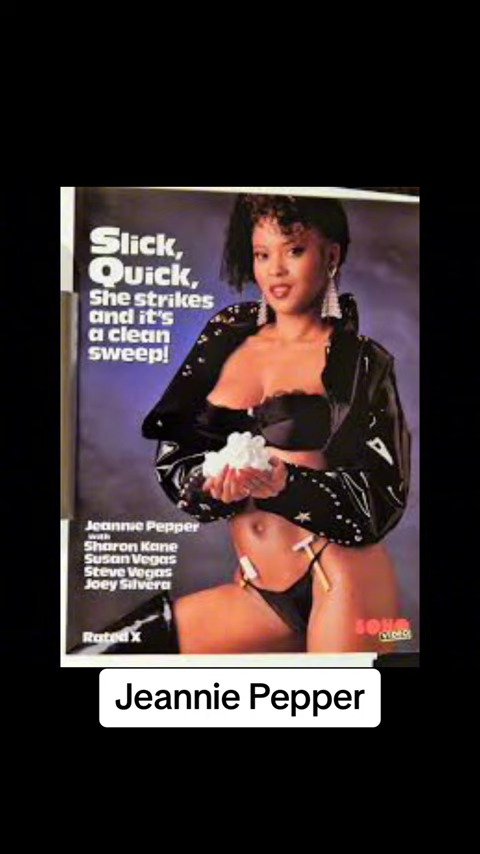 Slick,
Quick,
She strikes
and it's
a clean
sweep!
Jeannie Pepper
with
Sharon Kane
Susan Vegas
Steve Vegas
Joey Silvera
Rated X
SOHO
VIDEO
Jeannie Pepper